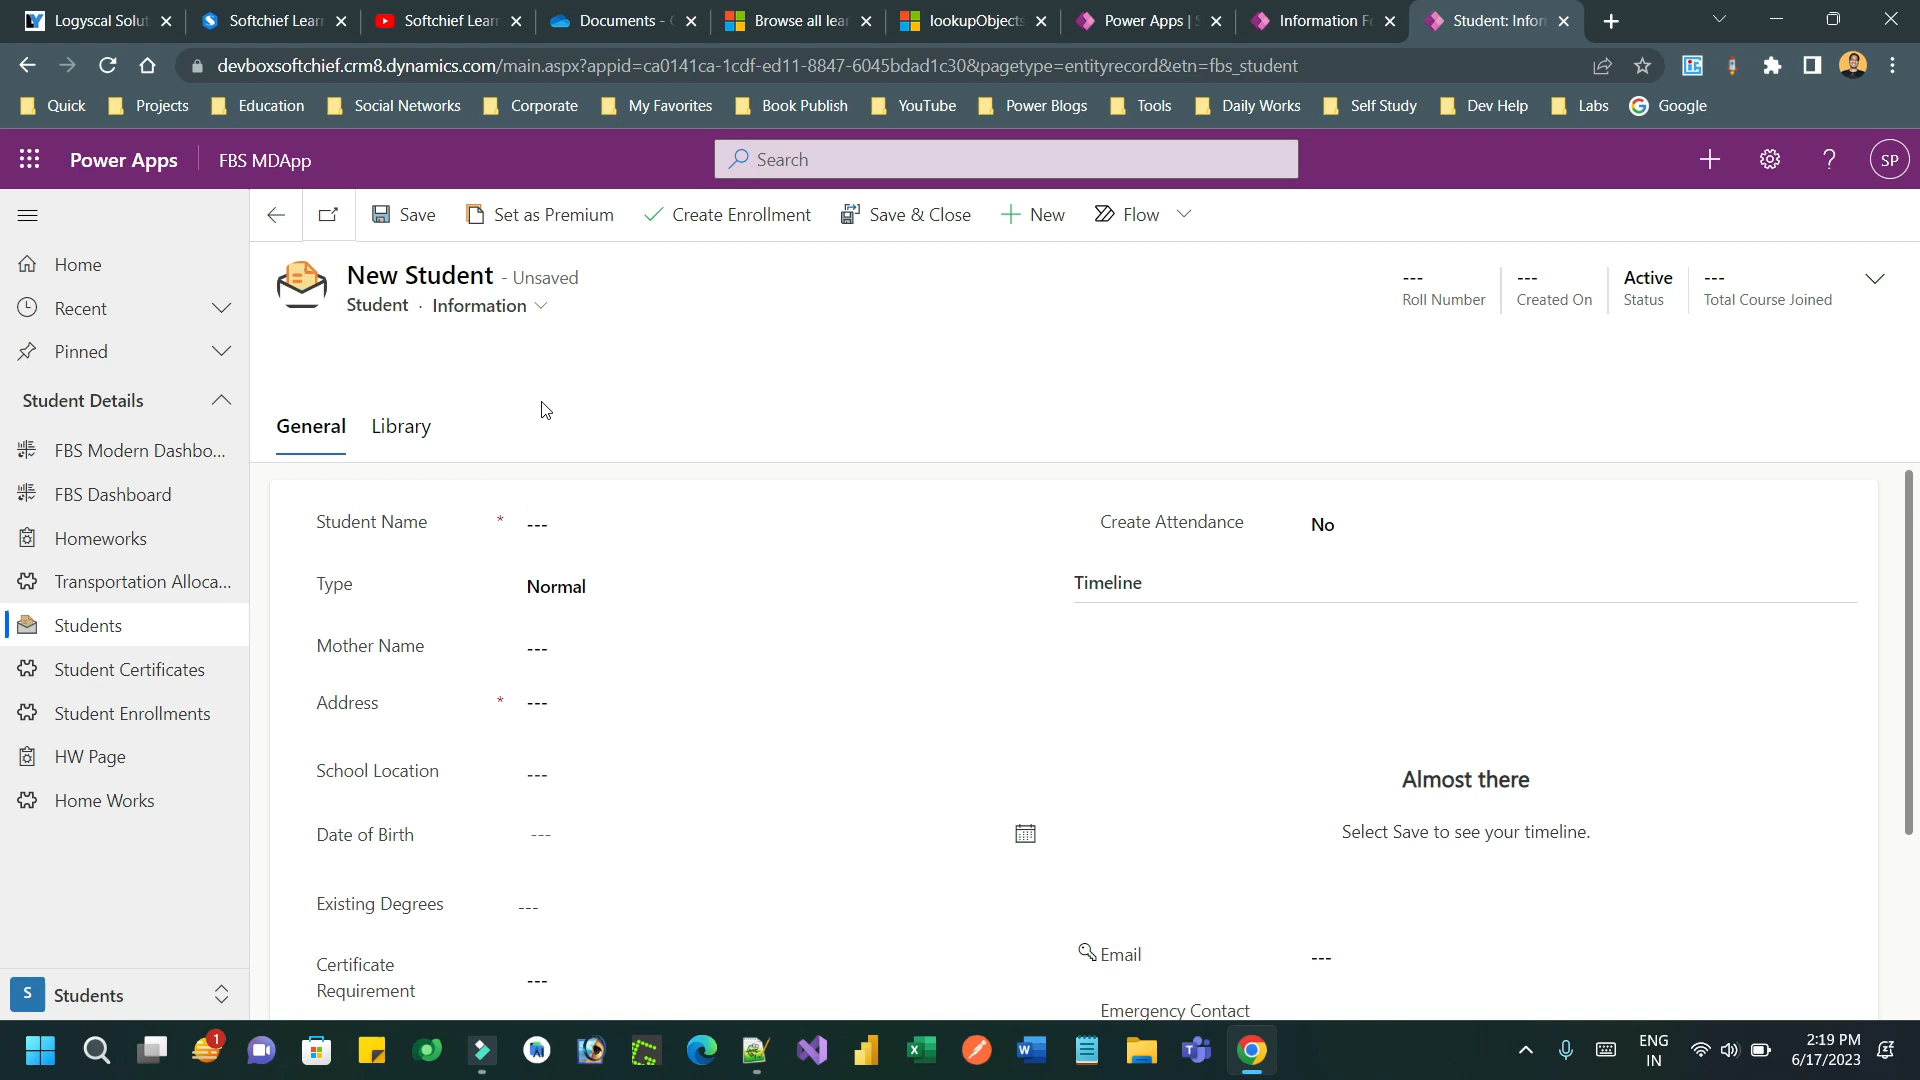 Logyscal Solut
Softchief Learn
Softchief Learn
Documents -
Browse all lear
lookupObjects
Power Apps | S
Information Fo
Student: Infor
devboxsoftchief.crm8.dynamics.com/main.aspx?appid=ca0141ca-1cdf-ed11-8847-6045bdad1c30&pagetype=entityrecord&etn=fbs_student
Quick
Projects
Education
Social Networks
Corporate
My Favorites
Book Publish
YouTube
Power Blogs
Tools
Daily Works
Self Study
Dev Help
Labs
Google
Power Apps
FBS MDApp
Search
SP
Save
Set as Premium
Create Enrollment
Save & Close
New
Flow
Home
Recent
Pinned
Student Details
FBS Modern Dashbo...
FBS Dashboard
Homeworks
Transportation Alloca...
Students
Student Certificates
Student Enrollments
HW Page
Home Works
S
Students
New Student - Unsaved
Student · Information
---
Roll Number
---
Created On
Active
Status
---
Total Course Joined
General
Library
Student Name * ---
Type Normal
Mother Name ---
Address * ---
School Location ---
Date of Birth ---
Existing Degrees ---
Certificate
Requirement ---
Create Attendance No
Timeline
Almost there
Select Save to see your timeline.
Email ---
Emergency Contact
1
ENG
IN
2:19 PM
6/17/2023